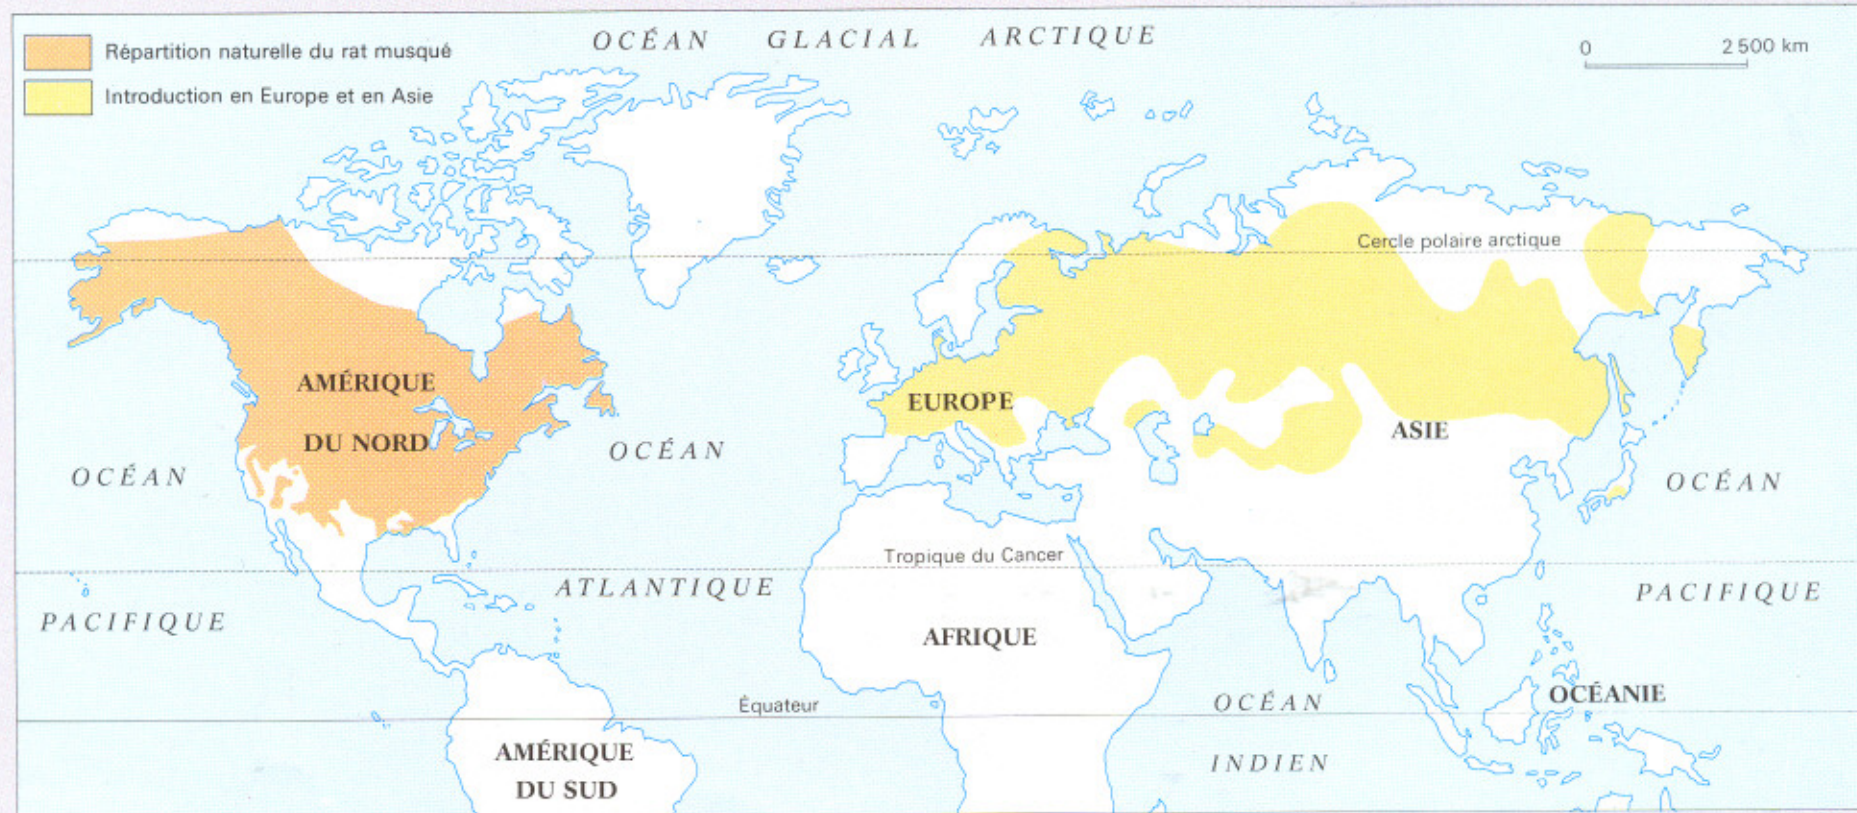 OCÉAN GLACIAL ARCTIQUE
Répartition naturelle du rat musqué
Introduction en Europe et en Asie
0 2 500 km
Cercle polaire arctique
AMÉRIQUE
DU NORD
EUROPE
ASIE
OCÉAN
OCÉAN
OCÉAN
Tropique du Cancer
ATLANTIQUE
PACIFIQUE
PACIFIQUE
AFRIQUE
Équateur
OCÉAN
INDIEN
OCÉANIE
AMÉRIQUE
DU SUD